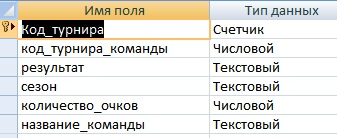 Имя поля Тип данных
Код_турнира Счетчик
код_турнира_команды Числовой
результат Текстовый
сезон Текстовый
количество_очков Числовой
название_команды Текстовый